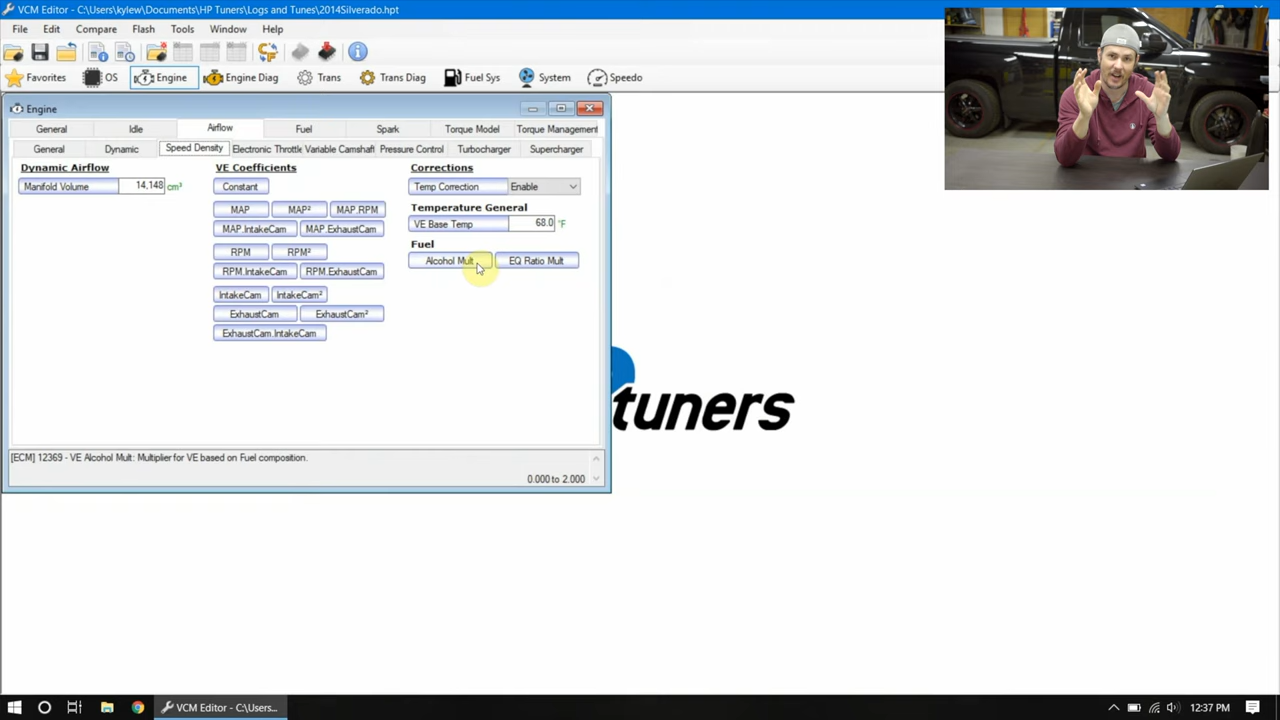 VCM Editor - C:\Users\kylew\Documents\HP Tuners\Logs and Tunes\2014Silverado.hpt
File Edit Compare Flash Tools Window Help
Favorites OS Engine Engine Diag Trans Trans Diag Fuel Sys System Speedo
Engine
General Idle Airflow Fuel Spark Torque Model Torque Management
General Dynamic Speed Density Electronic Throttle Variable Camshaft Pressure Control Turbocharger Supercharger
Dynamic Airflow VE Coefficients Corrections
Manifold Volume 14,148 cm³ Constant Temp Correction Enable
Temperature General
MAP MAP² MAP.RPM
VE Base Temp 68.0 °F
MAP.IntakeCam MAP.ExhaustCam
Fuel
RPM RPM² Alcohol Mult EQ Ratio Mult
RPM.IntakeCam RPM.ExhaustCam
IntakeCam IntakeCam²
ExhaustCam ExhaustCam²
ExhaustCam.IntakeCam
tuners
[ECM] 12369 - VE Alcohol Mult: Multiplier for VE based on Fuel composition.
0.000 to 2.000
VCM Editor - C:\Users... 12:37 PM